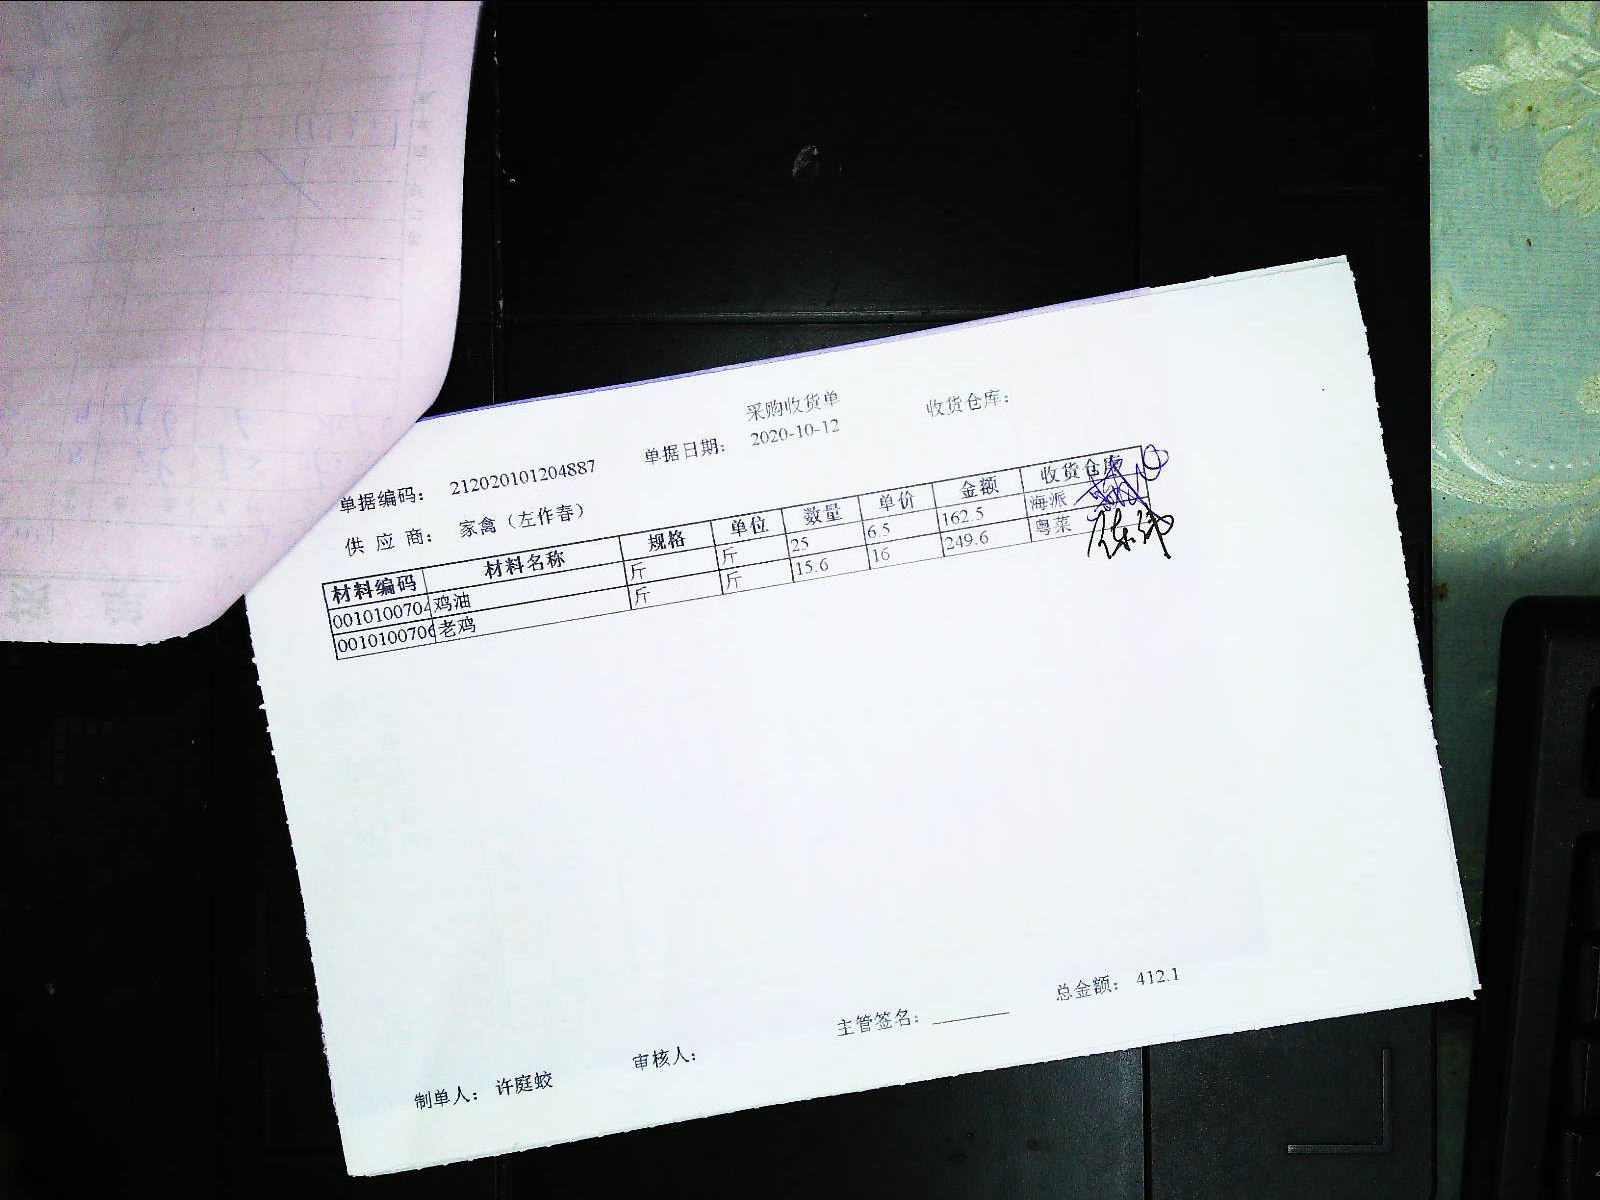 采购收货单
单据编码： 212020101204887 单据日期： 2020-10-12 收货仓库：
供 应 商： 家禽（左作春）
材料编码 材料名称 规格 单位 数量 单价 金额 收货仓库
001010070 鸡油 斤 斤 25 6.5 162.5 海派
0010100706 老鸡 斤 斤 15.6 16 249.6 粤菜
制单人： 许庭蛟 审核人： 主管签名： 总金额： 412.1